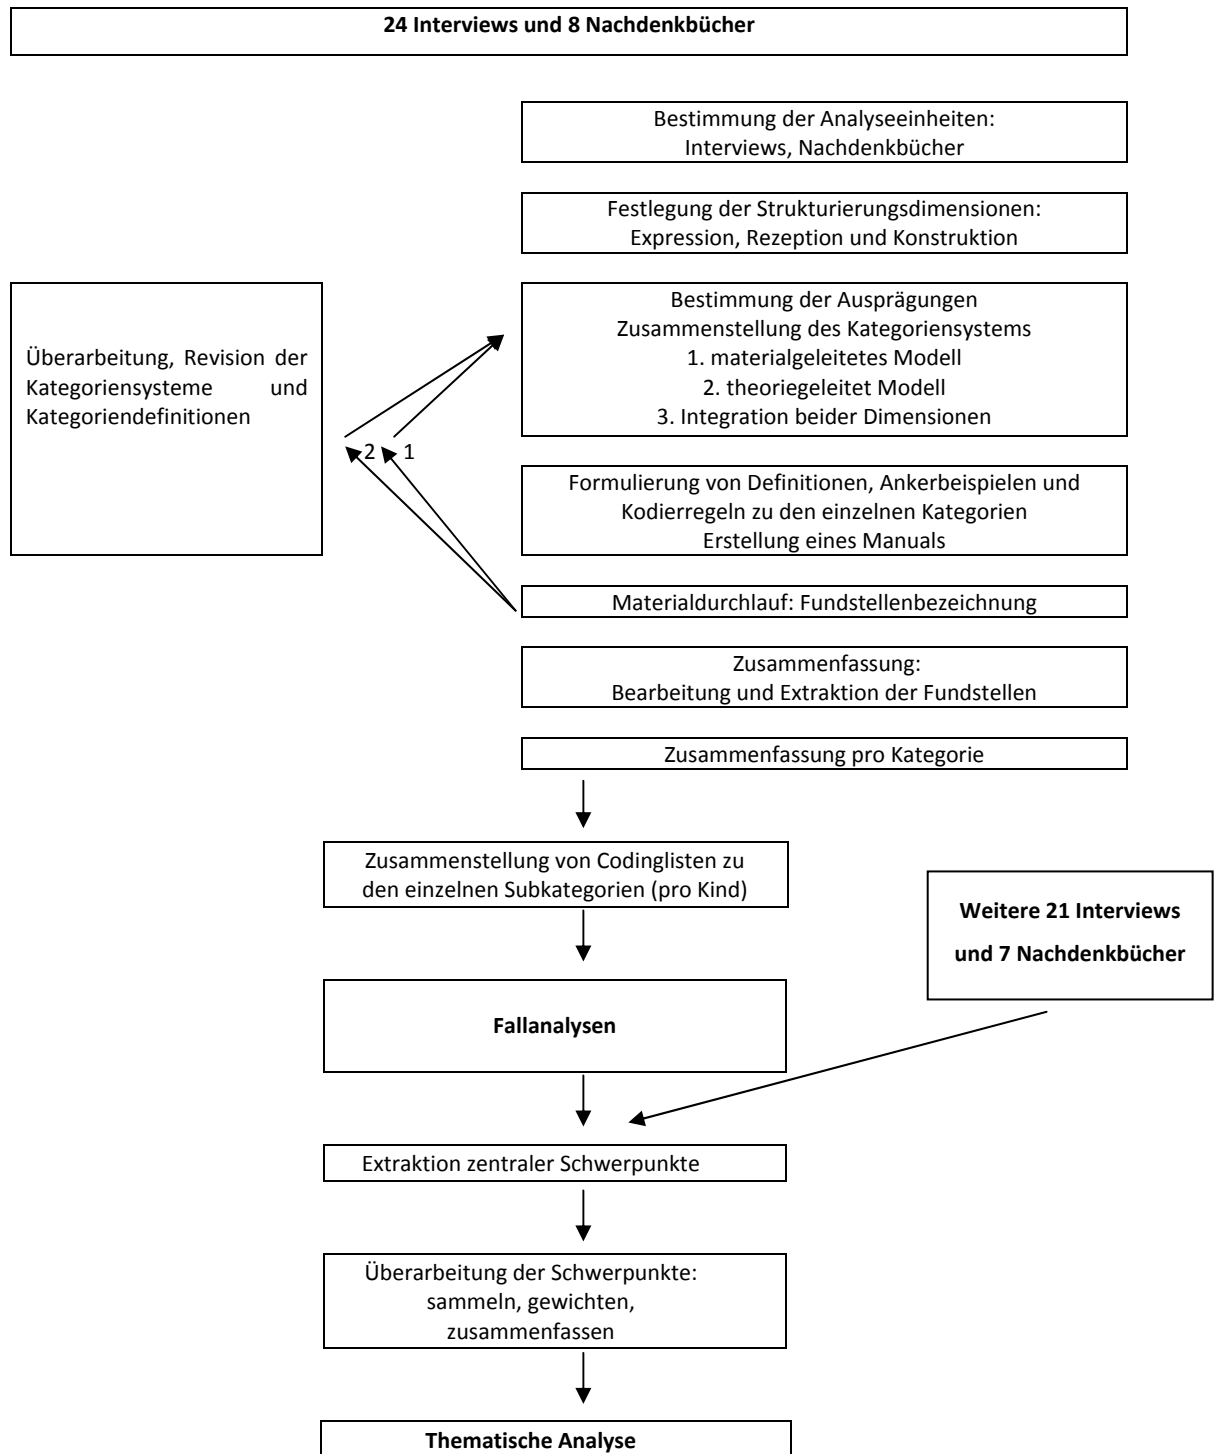 24 Interviews und 8 Nachdenkbücher
Bestimmung der Analyseeinheiten:
Interviews, Nachdenkbücher
Festlegung der Strukturierungsdimensionen:
Expression, Rezeption und Konstruktion
Überarbeitung, Revision der
Kategoriensysteme und
Kategoriendefinitionen
Bestimmung der Ausprägungen
Zusammenstellung des Kategoriensystems
1. materialgeleitetes Modell
2. theoriegeleitet Modell
3. Integration beider Dimensionen
2 1
Formulierung von Definitionen, Ankerbeispielen und
Kodierregeln zu den einzelnen Kategorien
Erstellung eines Manuals
Materialdurchlauf: Fundstellenbezeichnung
Zusammenfassung:
Bearbeitung und Extraktion der Fundstellen
Zusammenfassung pro Kategorie
Zusammenstellung von Codinglisten zu
den einzelnen Subkategorien (pro Kind)
Weitere 21 Interviews
und 7 Nachdenkbücher
Fallanalysen
Extraktion zentraler Schwerpunkte
Überarbeitung der Schwerpunkte:
sammeln, gewichten,
zusammenfassen
Thematische Analyse